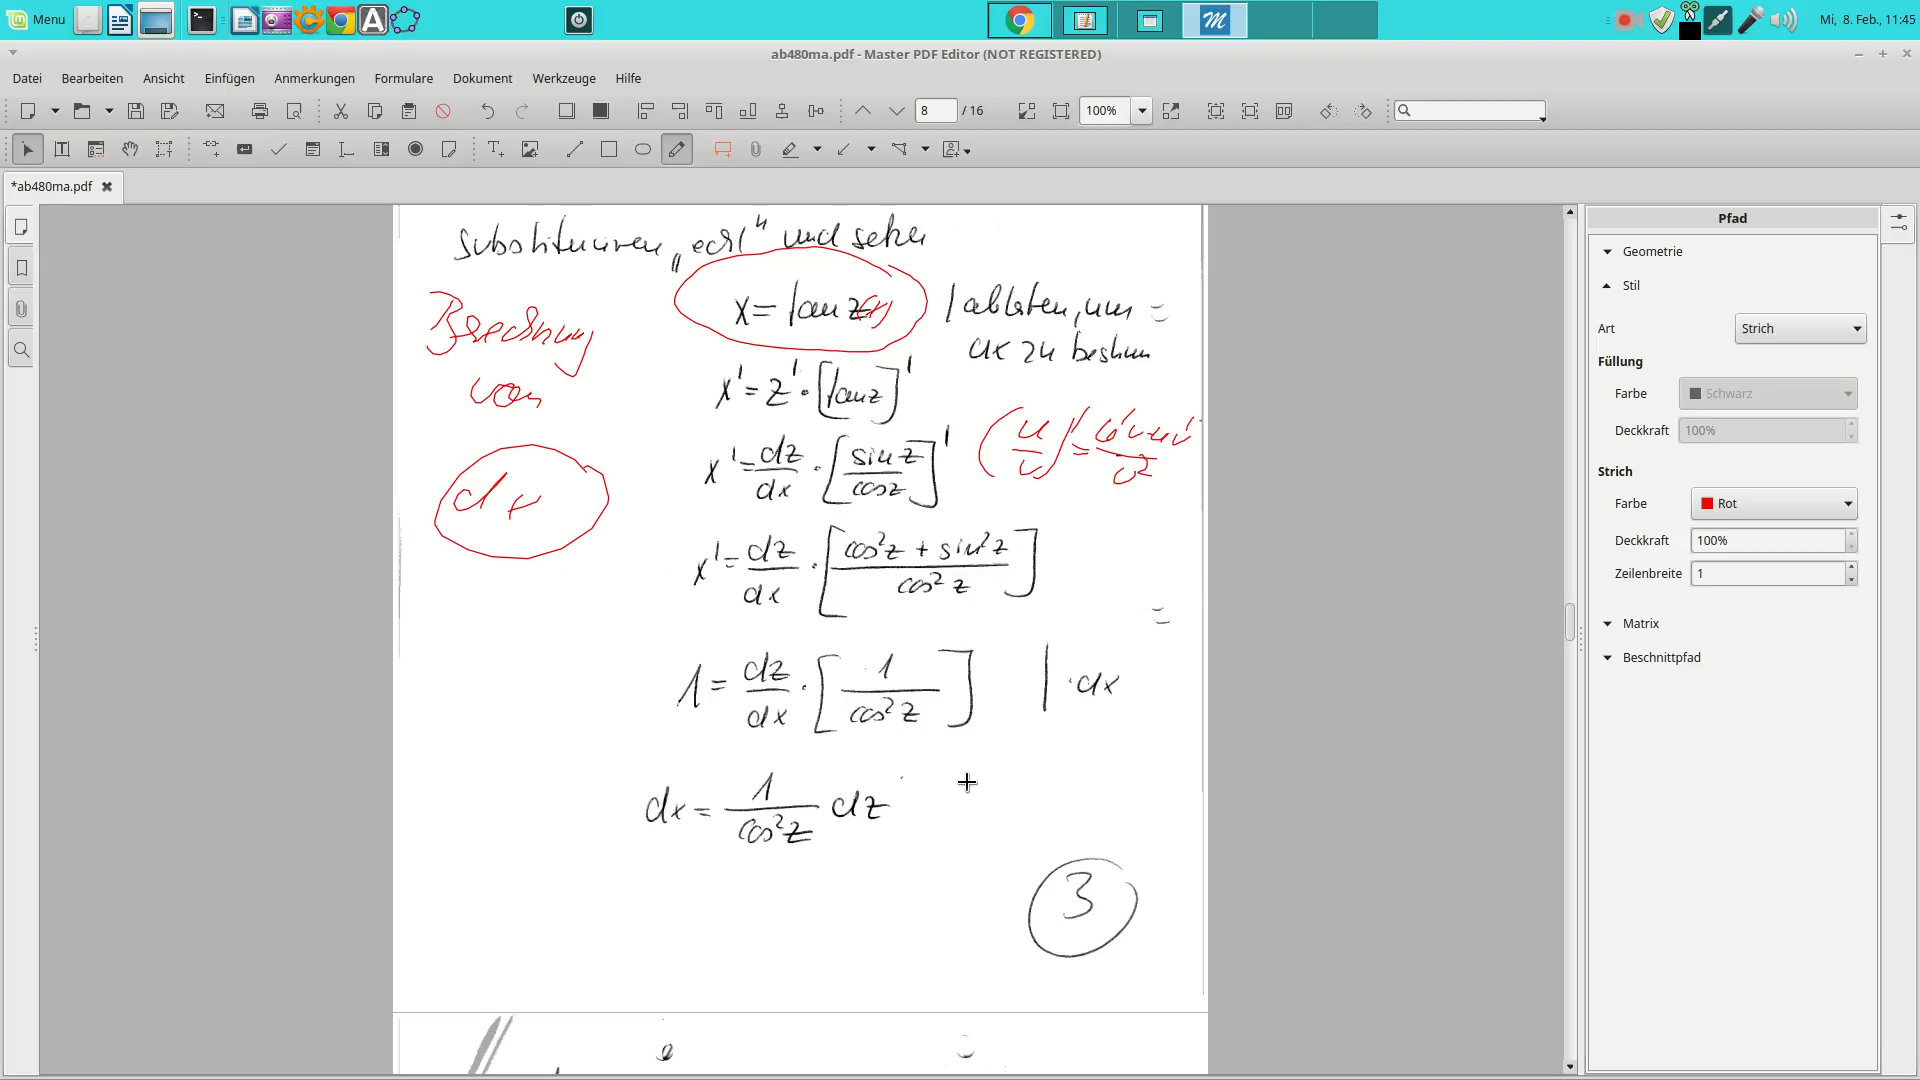 Menu
Mi, 8. Feb., 11:45
ab480ma.pdf - Master PDF Editor (NOT REGISTERED)
Datei Bearbeiten Ansicht Einfügen Anmerkungen Formulare Dokument Werkzeuge Hilfe
8 / 16 100%
*ab480ma.pdf
substituieren „ " und setzen
x = tan z(x) | ableiten, um
dx zu bestimm
Berechnung
von
dx
x' = z' · [tan z]'
x' = dz/dx · [sin z/cos z]'
(u/v)' = u'v-uv'/v²
x' = dz/dx · [cos²z + sin²z/cos² z]
1 = dz/dx · [1/cos² z] | · dx
dx = 1/cos²z dz
3
Pfad
Geometrie
Stil
Art Strich
Füllung
Farbe Schwarz
Deckkraft 100%
Strich
Farbe Rot
Deckkraft 100%
Zeilenbreite 1
Matrix
Beschnittpfad